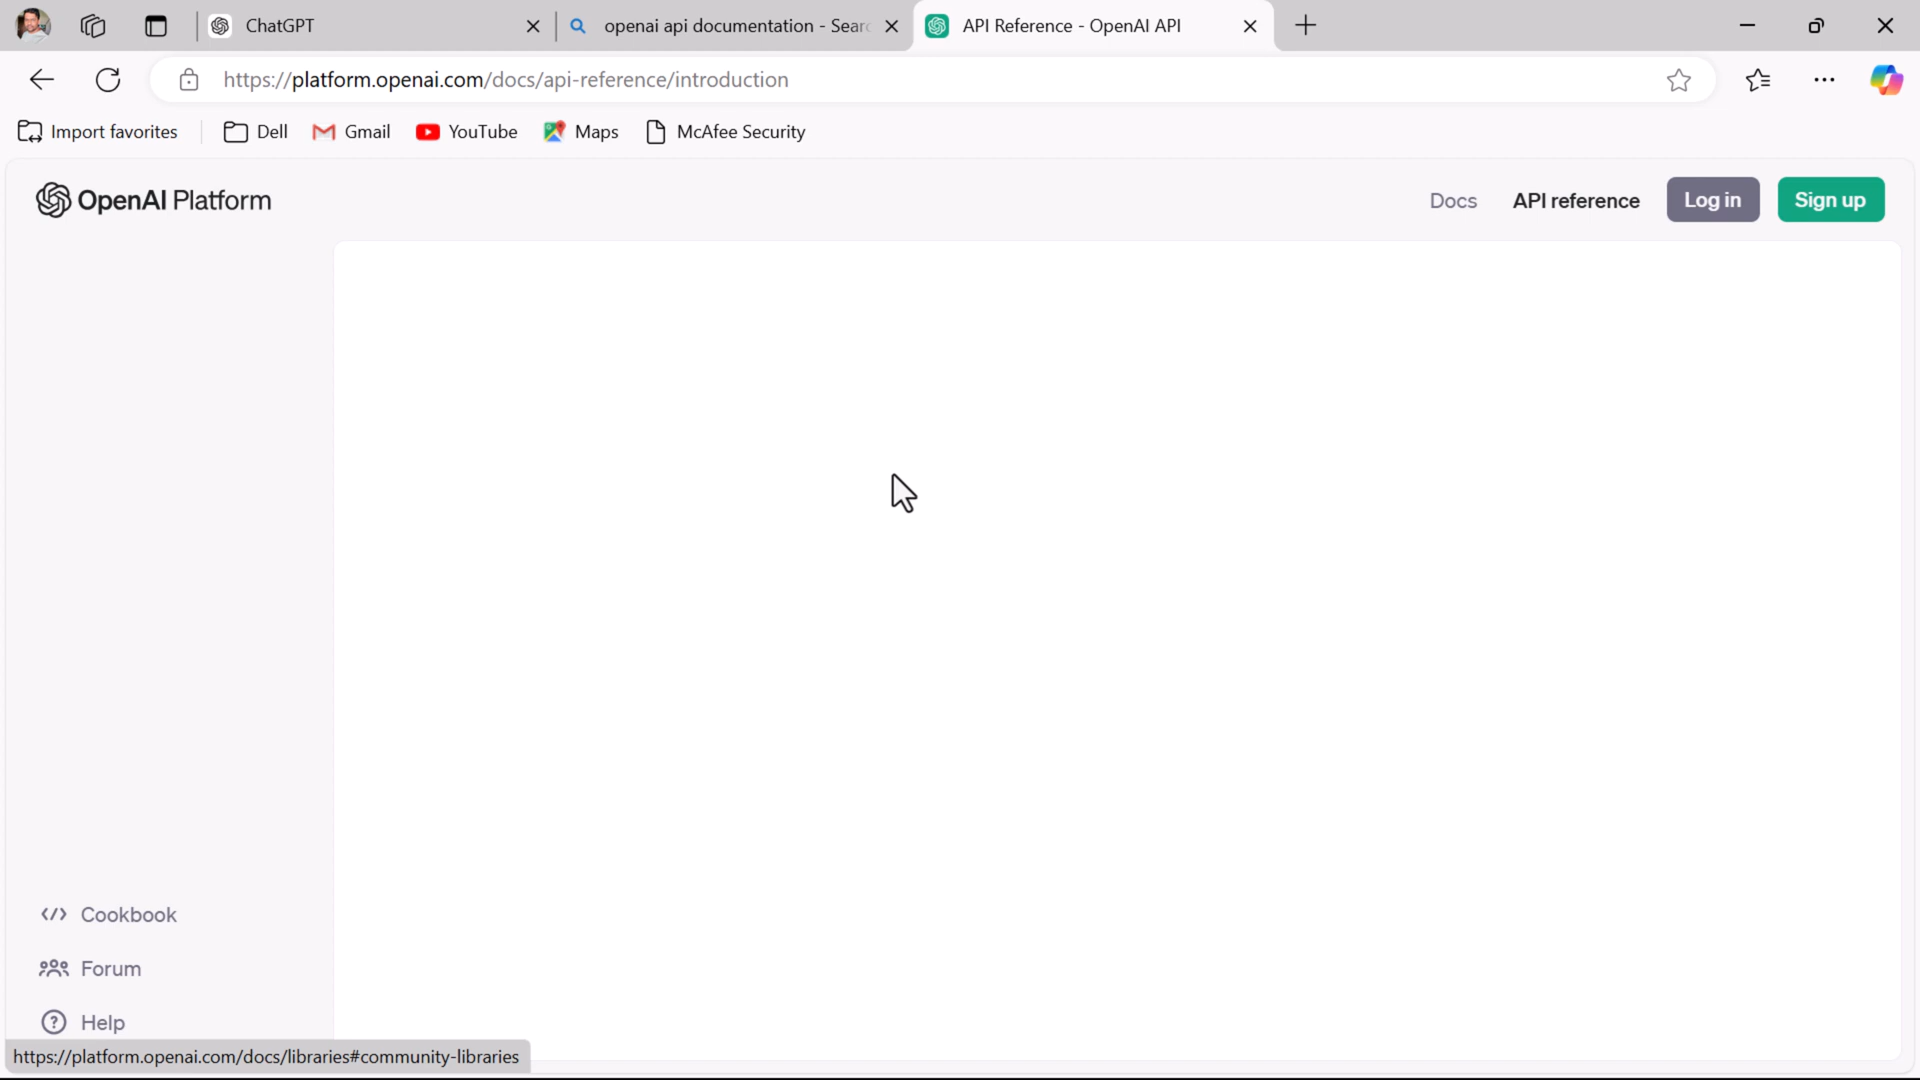 ChatGPT
openai api documentation - Sear
API Reference - OpenAI API
https://platform.openai.com/docs/api-reference/introduction
Import favorites
Dell
Gmail
YouTube
Maps
McAfee Security
OpenAI Platform
Docs
API reference
Log in
Sign up
Cookbook
Forum
Help
https://platform.openai.com/docs/libraries#community-libraries